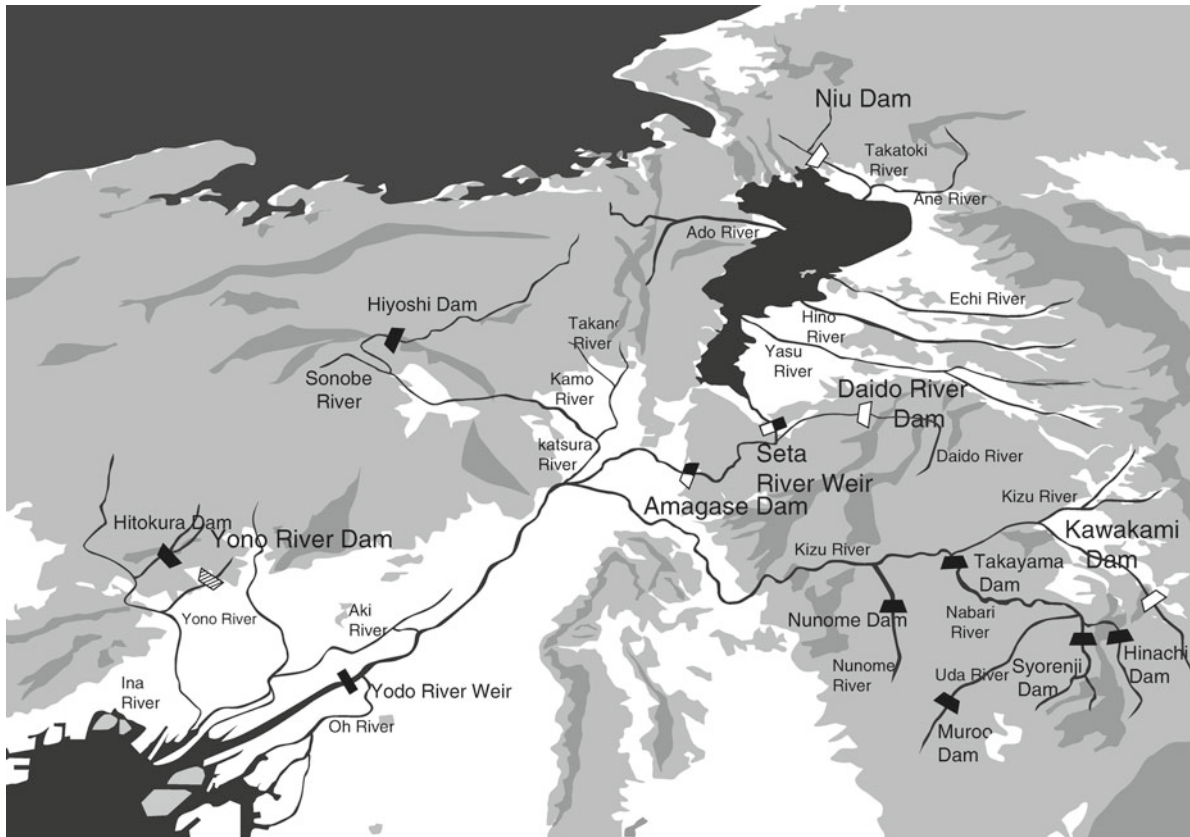 Niu Dam
Takatoki
River
Ane River
Ado River
Hiyoshi Dam
Echi River
Hino
River
Takano
River
Yasu
River
Sonobe
River
Kamo
River
Daido River
Dam
katsura
River
Seta
River Weir
Daido River
Amagase Dam
Kizu River
Hitokura Dam
Yono River Dam
Kawakami
Dam
Kizu River
Takayama
Dam
Yono River
Aki
River
Nunome Dam
Nabari
River
Hinachi
Dam
Nunome
River
Uda River
Syorenji
Dam
Ina
River
Yodo River Weir
Oh River
Muroo
Dam